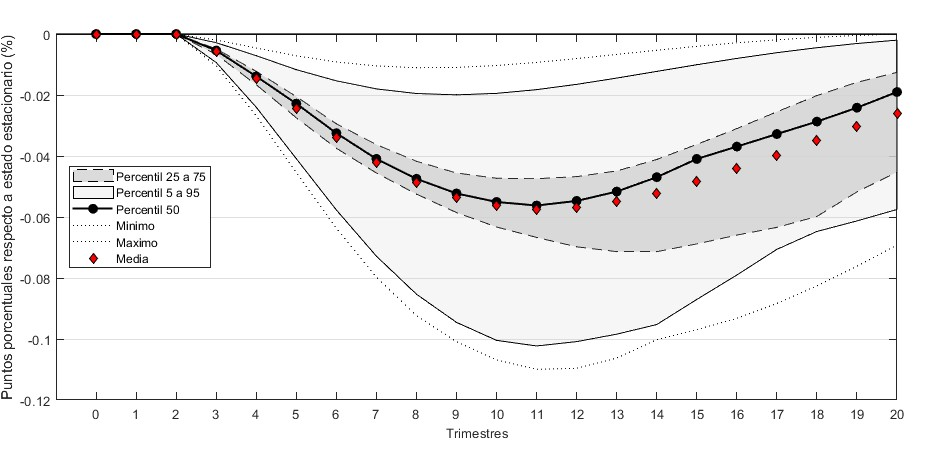 Puntos porcentuales respecto a estado estacionario (%)
0
-0.02
-0.04
-0.06
-0.08
-0.1
-0.12
Percentil 25 a 75
Percentil 5 a 95
Percentil 50
Minimo
Maximo
Media
0 1 2 3 4 5 6 7 8 9 10 11 12 13 14 15 16 17 18 19 20
Trimestres